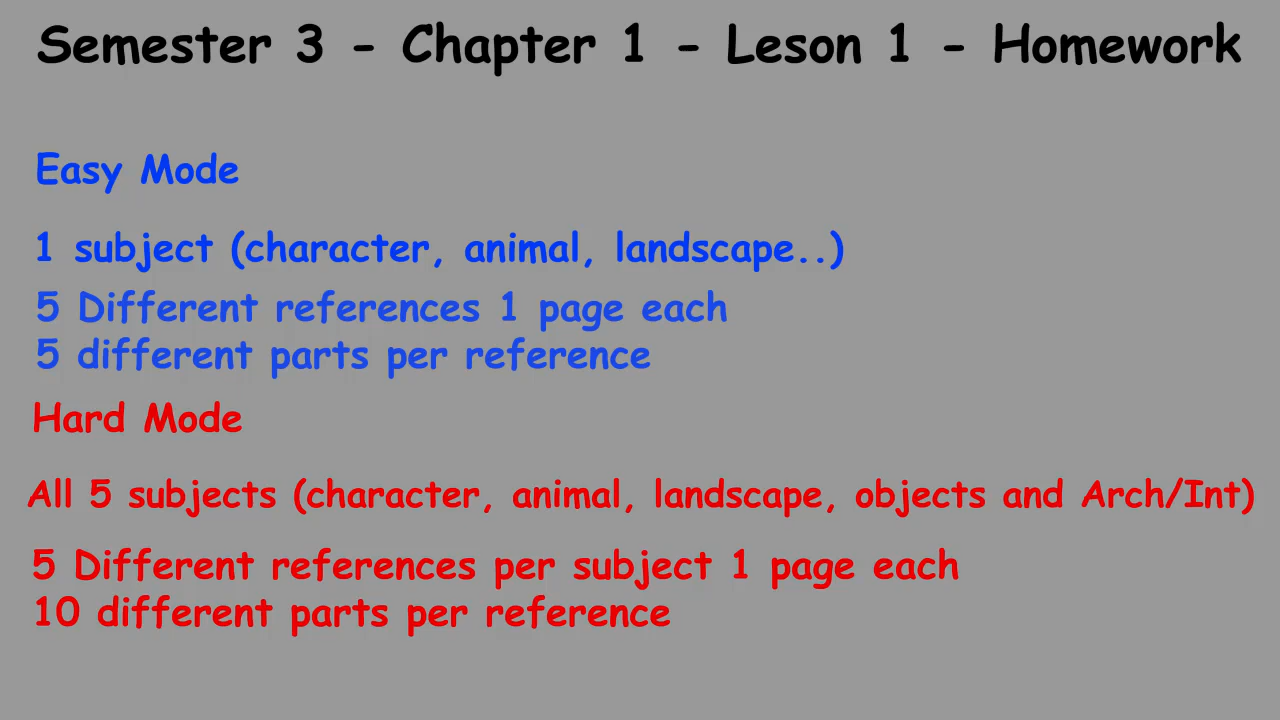 Semester 3 - Chapter 1 - Leson 1 - Homework
Easy Mode
1 subject (character, animal, landscape..)
5 Different references 1 page each
5 different parts per reference
Hard Mode
All 5 subjects (character, animal, landscape, objects and Arch/Int)
5 Different references per subject 1 page each
10 different parts per reference